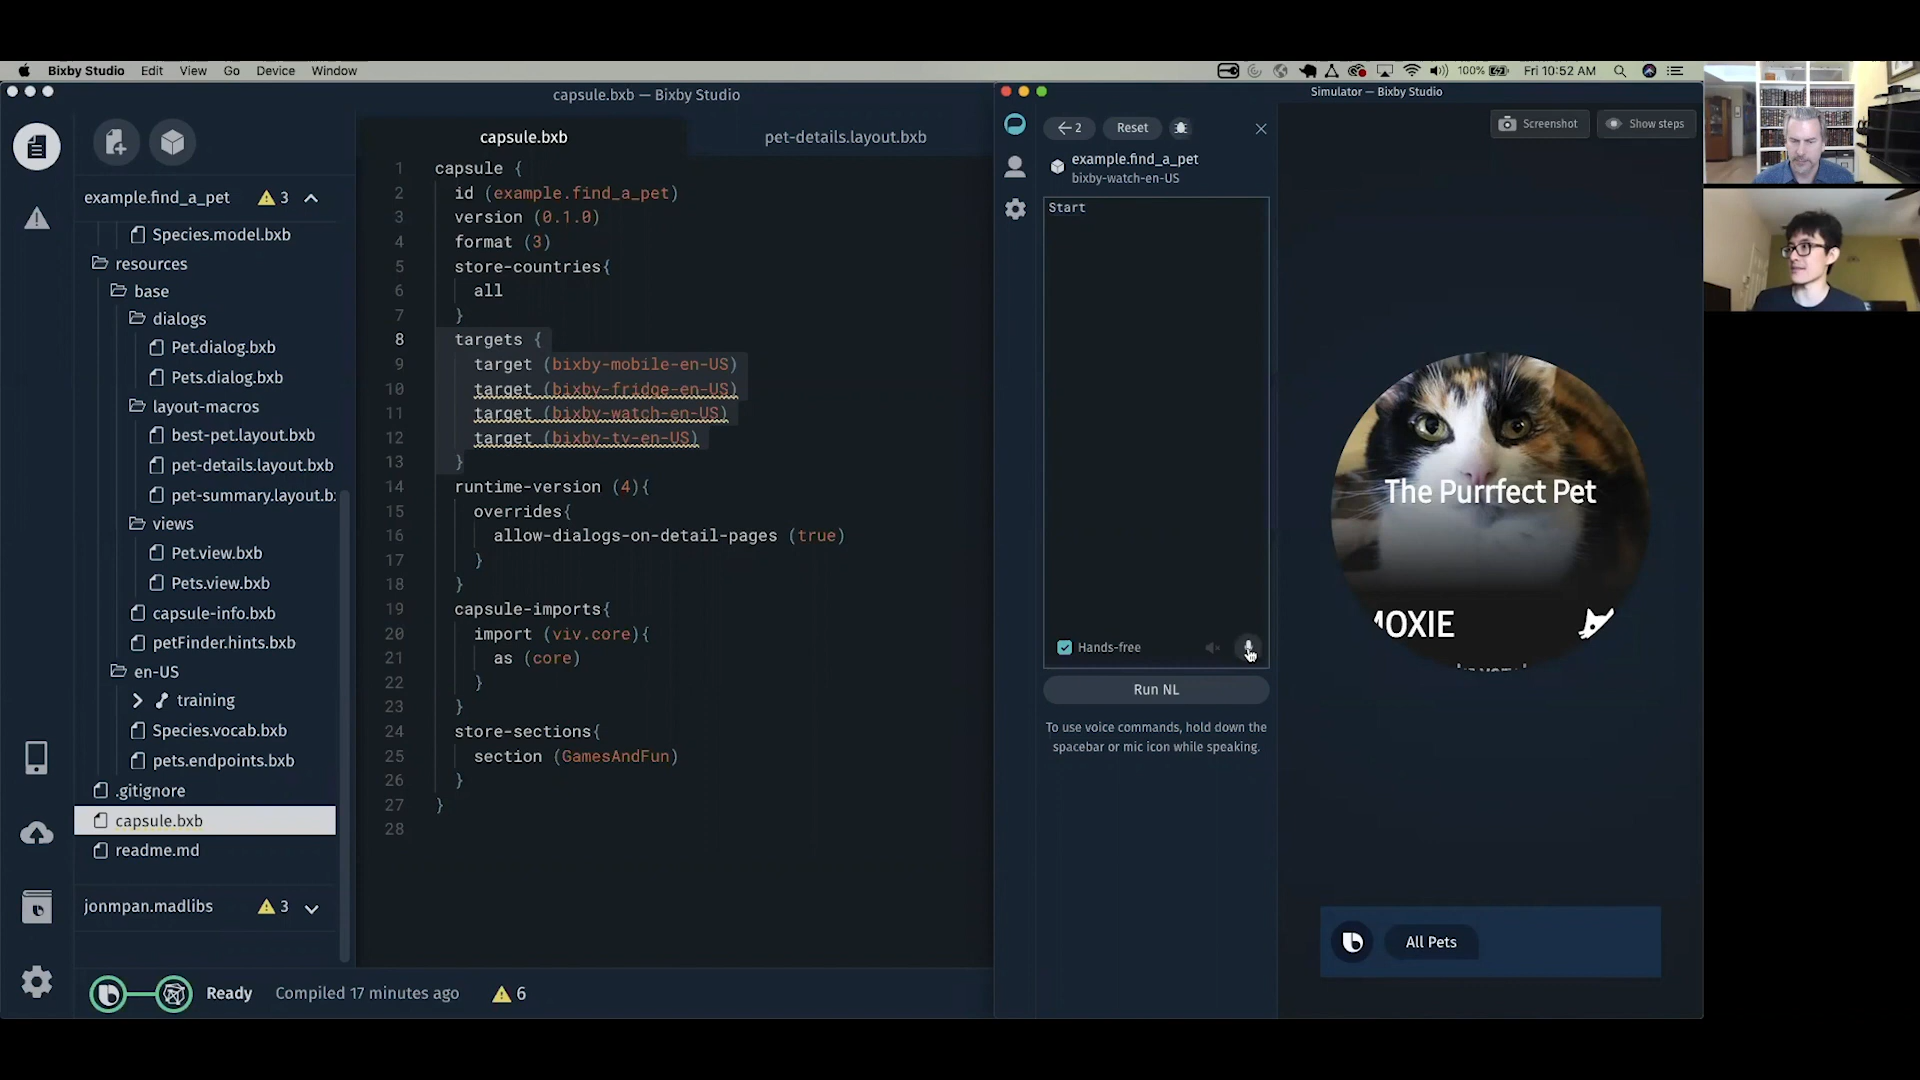 Bixby Studio Edit View Go Device Window
100% Fri 10:52 AM
capsule.bxb — Bixby Studio
Simulator — Bixby Studio
capsule.bxb
pet-details.layout.bxb
example.find_a_pet 3
Species.model.bxb
resources
base
dialogs
Pet.dialog.bxb
Pets.dialog.bxb
layout-macros
best-pet.layout.bxb
pet-details.layout.bxb
pet-summary.layout.b
views
Pet.view.bxb
Pets.view.bxb
capsule-info.bxb
petFinder.hints.bxb
en-US
training
Species.vocab.bxb
pets.endpoints.bxb
.gitignore
capsule.bxb
readme.md
jonmpan.madlibs 3
Ready Compiled 17 minutes ago 6
1 capsule {
2 id (example.find_a_pet)
3 version (0.1.0)
4 format (3)
5 store-countries{
6 all
7 }
8 targets {
9 target (bixby-mobile-en-US)
10 target (bixby-fridge-en-US)
11 target (bixby-watch-en-US)
12 target (bixby-tv-en-US)
13 }
14 runtime-version (4){
15 overrides{
16 allow-dialogs-on-detail-pages (true)
17 }
18 }
19 capsule-imports{
20 import (viv.core){
21 as (core)
22 }
23 }
24 store-sections{
25 section (GamesAndFun)
26 }
27 }
28
2 Reset
example.find_a_pet
bixby-watch-en-US
Start
Hands-free
Run NL
To use voice commands, hold down the
spacebar or mic icon while speaking.
Screenshot Show steps
The Purrfect Pet
MOXIE
All Pets